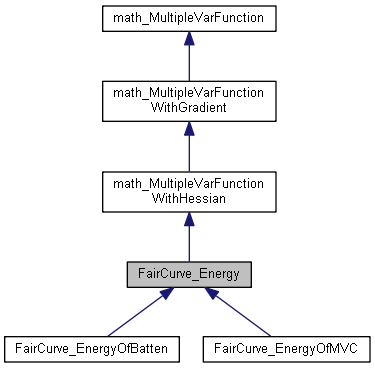 math_MultipleVarFunction
math_MultipleVarFunction
WithGradient
math_MultipleVarFunction
WithHessian
FairCurve_Energy
FairCurve_EnergyOfBatten
FairCurve_EnergyOfMVC